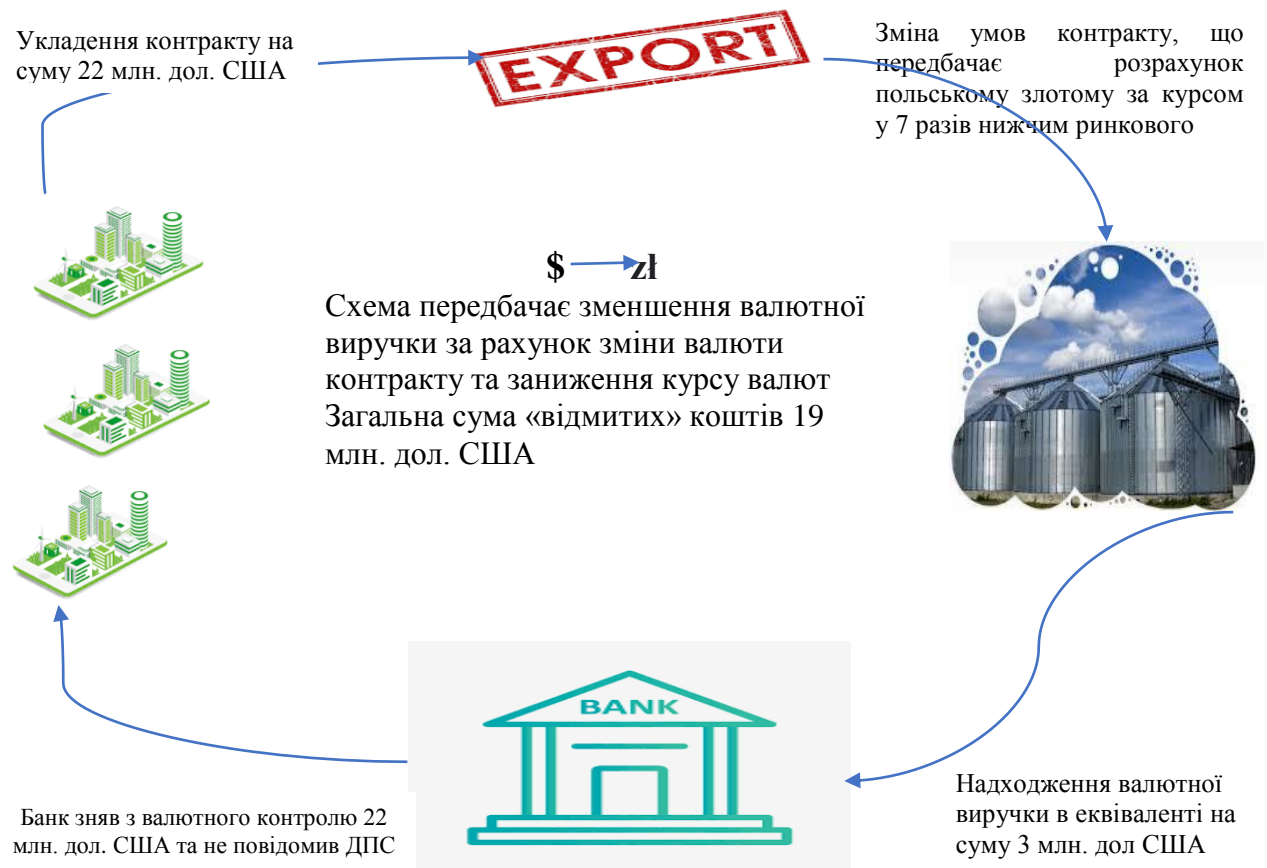 Укладення контракту на
суму 22 млн. дол. США
EXPORT
Зміна умов контракту, що
передбачає розрахунок
польському злотому за курсом
у 7 разів нижчим ринкового
$ zł
Схема передбачає зменшення валютної
виручки за рахунок зміни валюти
контракту та заниження курсу валют
Загальна сума «відмитих» коштів 19
млн. дол. США
BANK
Надходження валютної
виручки в еквіваленті на
суму 3 млн. дол США
Банк зняв з валютного контролю 22
млн. дол. США та не повідомив ДПС